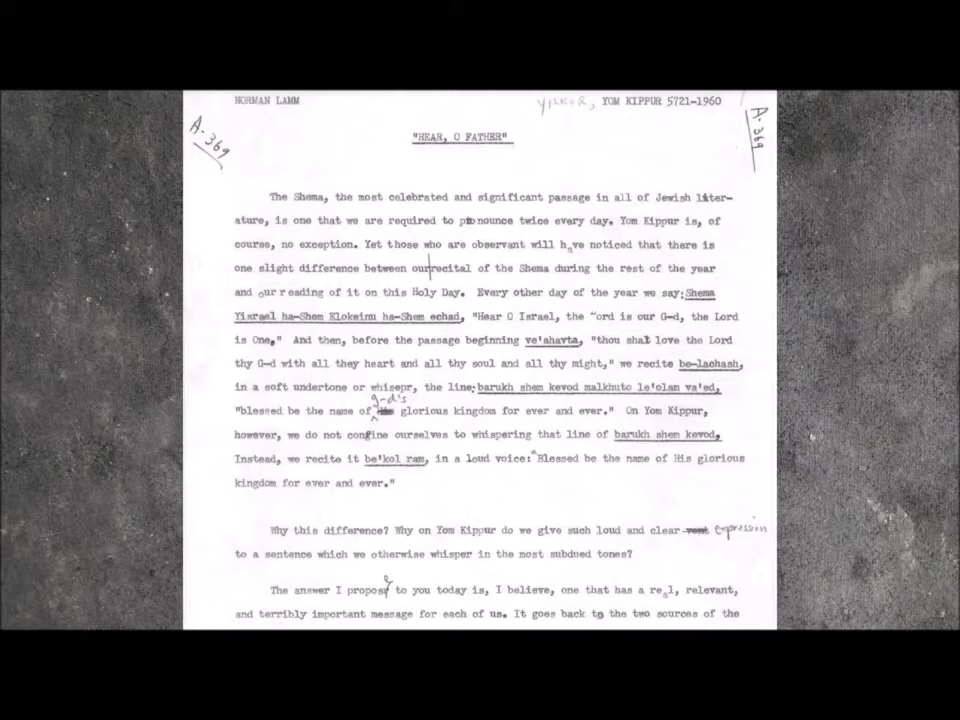 NORMAN LAMM
YIZKOR, YOM KIPPUR 5721-1960
A-369
A-369
"HEAR, O FATHER"
The Shema, the most celebrated and significant passage in all of Jewish liter-
ature, is one that we are required to pronounce twice every day. Yom Kippur is, of
course, no exception. Yet those who are observant will have noticed that there is
one slight difference between our recital of the Shema during the rest of the year
and our reading of it on this Holy Day. Every other day of the year we say: Shema
Yisrael ha-Shem Elokeinu ha-Shem echad, "Hear O Israel, the Lord is our G-d, the Lord
is One." And then, before the passage beginning ve'ahavta, "thou shal love the Lord
thy G-d with all they heart and all thy soul and all thy might," we recite be-lachash,
in a soft undertone or whisepr, the line: barukh shem kevod malkhuto le'olam va'ed,
"blessed be the name of g-d's glorious kingdom for ever and ever." On Yom Kippur,
however, we do not confine ourselves to whispering that line of barukh shem kevod,
Instead, we recite it be'kol ram, in a loud voice: "Blessed be the name of His glorious
kingdom for ever and ever."
Why this difference? Why on Yom Kippur do we give such loud and clear vent expression
to a sentence which we otherwise whisper in the most subdued tones?
The answer I propose to you today is, I believe, one that has a real, relevant,
and terribly important message for each of us. It goes back to the two sources of the